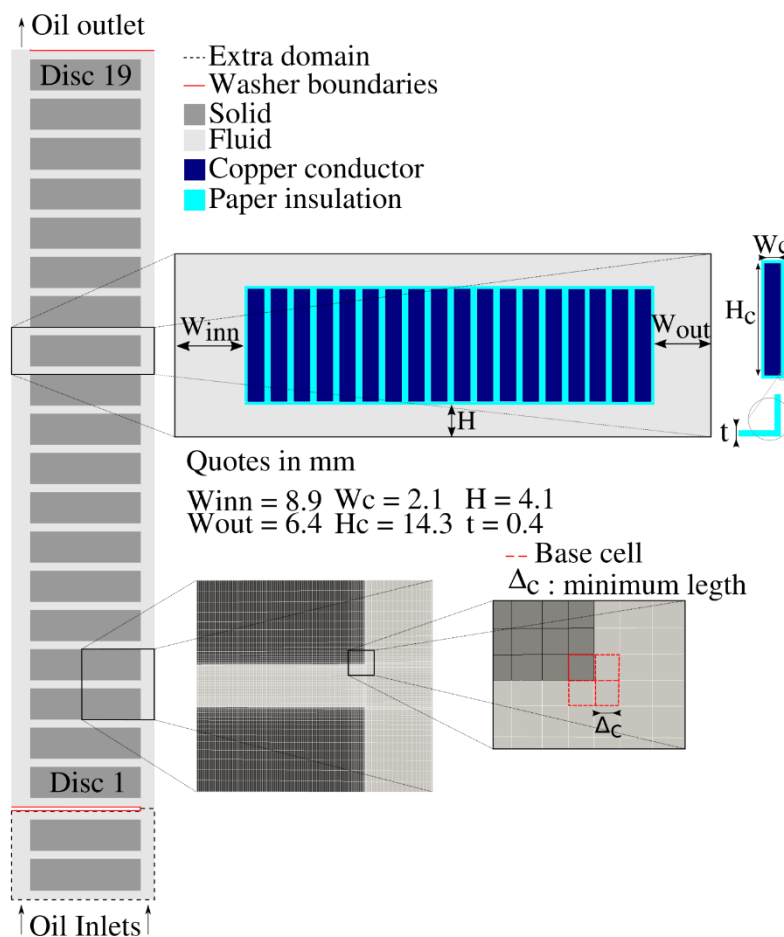 Oil outlet
Disc 19
Extra domain
Washer boundaries
Solid
Fluid
Copper conductor
Paper insulation
Winn
Wout
H
Wc
Hc
t
Quotes in mm
Winn = 8.9 Wc = 2.1 H = 4.1
Wout = 6.4 Hc = 14.3 t = 0.4
Base cell
Δc : minimum legth
Δc
Disc 1
Oil Inlets